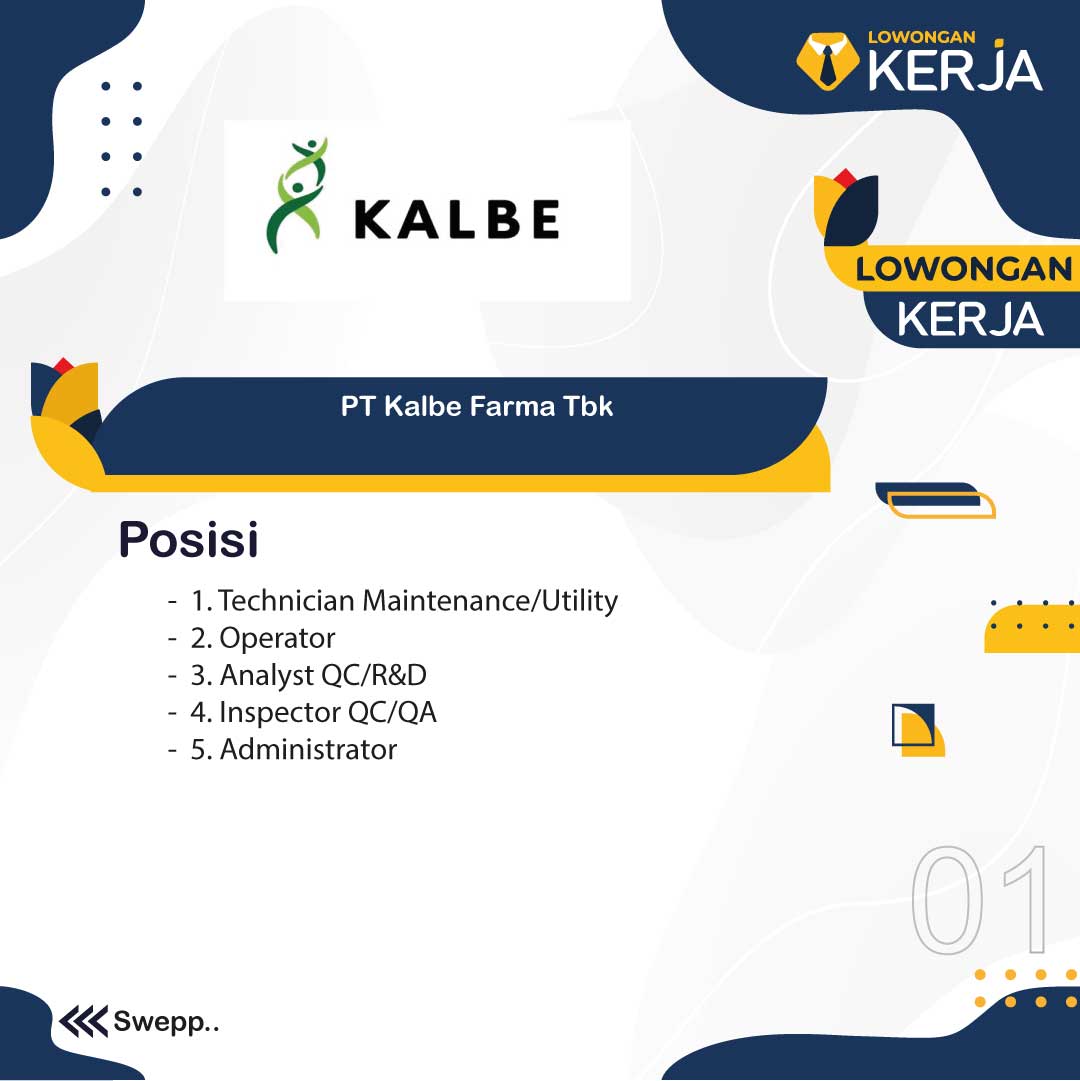 LOWONGAN
KERJA
KALBE
LOWONGAN
KERJA
PT Kalbe Farma Tbk
Posisi
- 1. Technician Maintenance/Utility
- 2. Operator
- 3. Analyst QC/R&D
- 4. Inspector QC/QA
- 5. Administrator
01
Swepp..